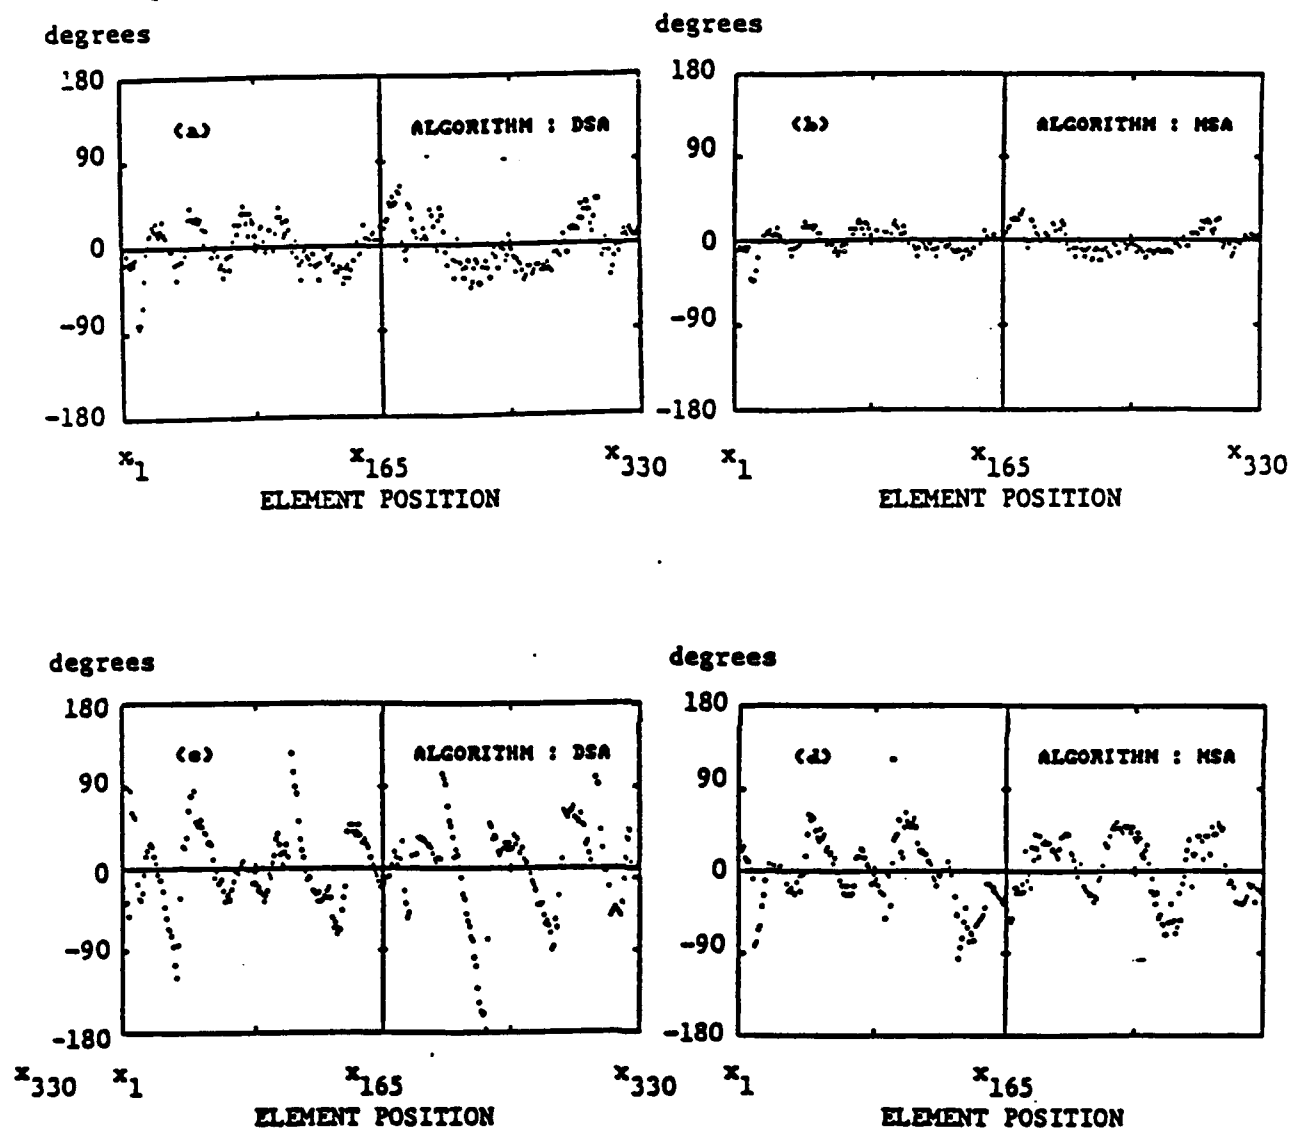 degrees
180
(a) ALGORITHM : DSA
90
0
-90
-180
x1 x165 x330
ELEMENT POSITION
degrees
180
(b) ALGORITHM : MSA
90
0
-90
-180
x1 x165 x330
ELEMENT POSITION
degrees
180
(c) ALGORITHM : DSA
90
0
-90
-180
x330 x1 x165 x330
ELEMENT POSITION
degrees
180
(d) ALGORITHM : MSA
90
0
-90
-180
x1 x165
ELEMENT POSITION